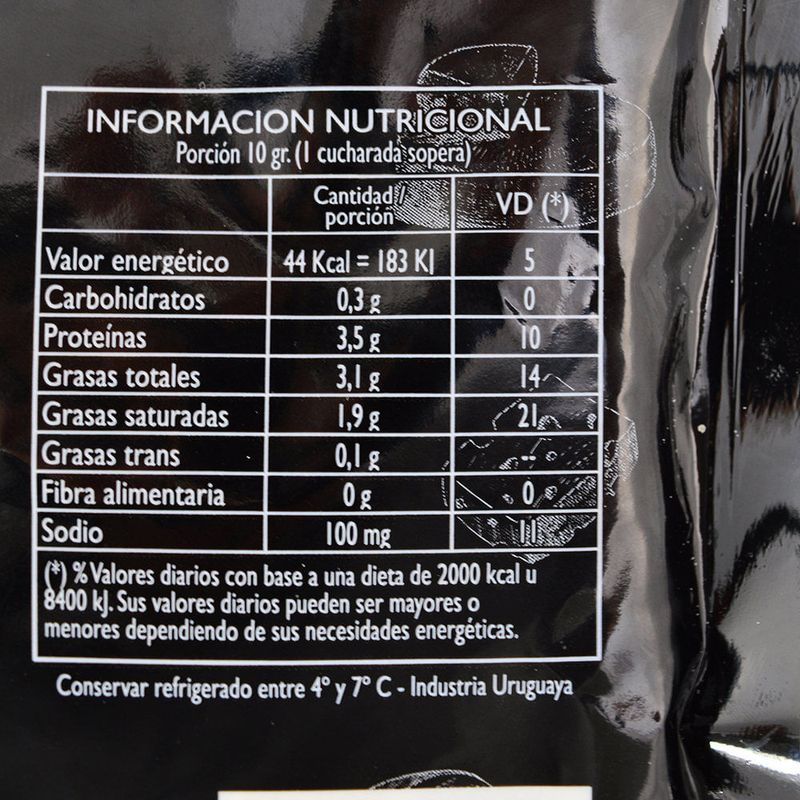 INFORMACION NUTRICIONAL
Porción 10 gr. (1 cucharada sopera)
Cantidad/ porción VD (*)
Valor energético 44 Kcal = 183 KJ 5
Carbohidratos 0,3 g 0
Proteínas 3,5 g 10
Grasas totales 3,1 g 14
Grasas saturadas 1,9 g 21
Grasas trans 0,1 g --
Fibra alimentaria 0 g 0
Sodio 100 mg 11
(*) % Valores diarios con base a una dieta de 2000 kcal u
8400 kJ. Sus valores diarios pueden ser mayores o
menores dependiendo de sus necesidades energéticas.
Conservar refrigerado entre 4° y 7° C - Industria Uruguaya